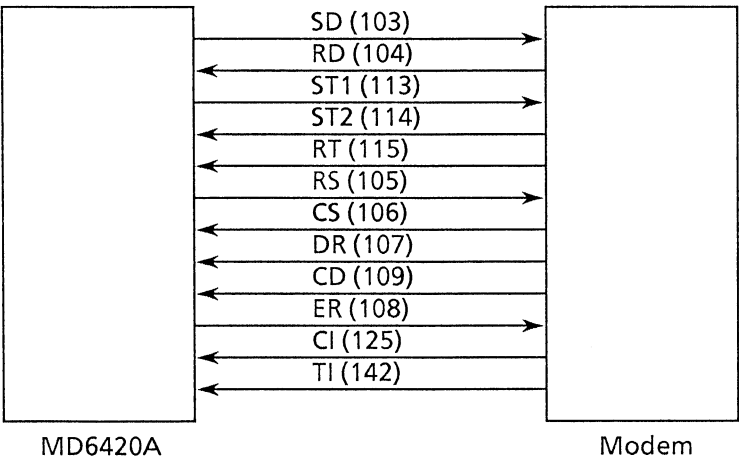 SD (103)
RD (104)
ST1 (113)
ST2 (114)
RT (115)
RS (105)
CS (106)
DR (107)
CD (109)
ER (108)
CI (125)
TI (142)
MD6420A
Modem